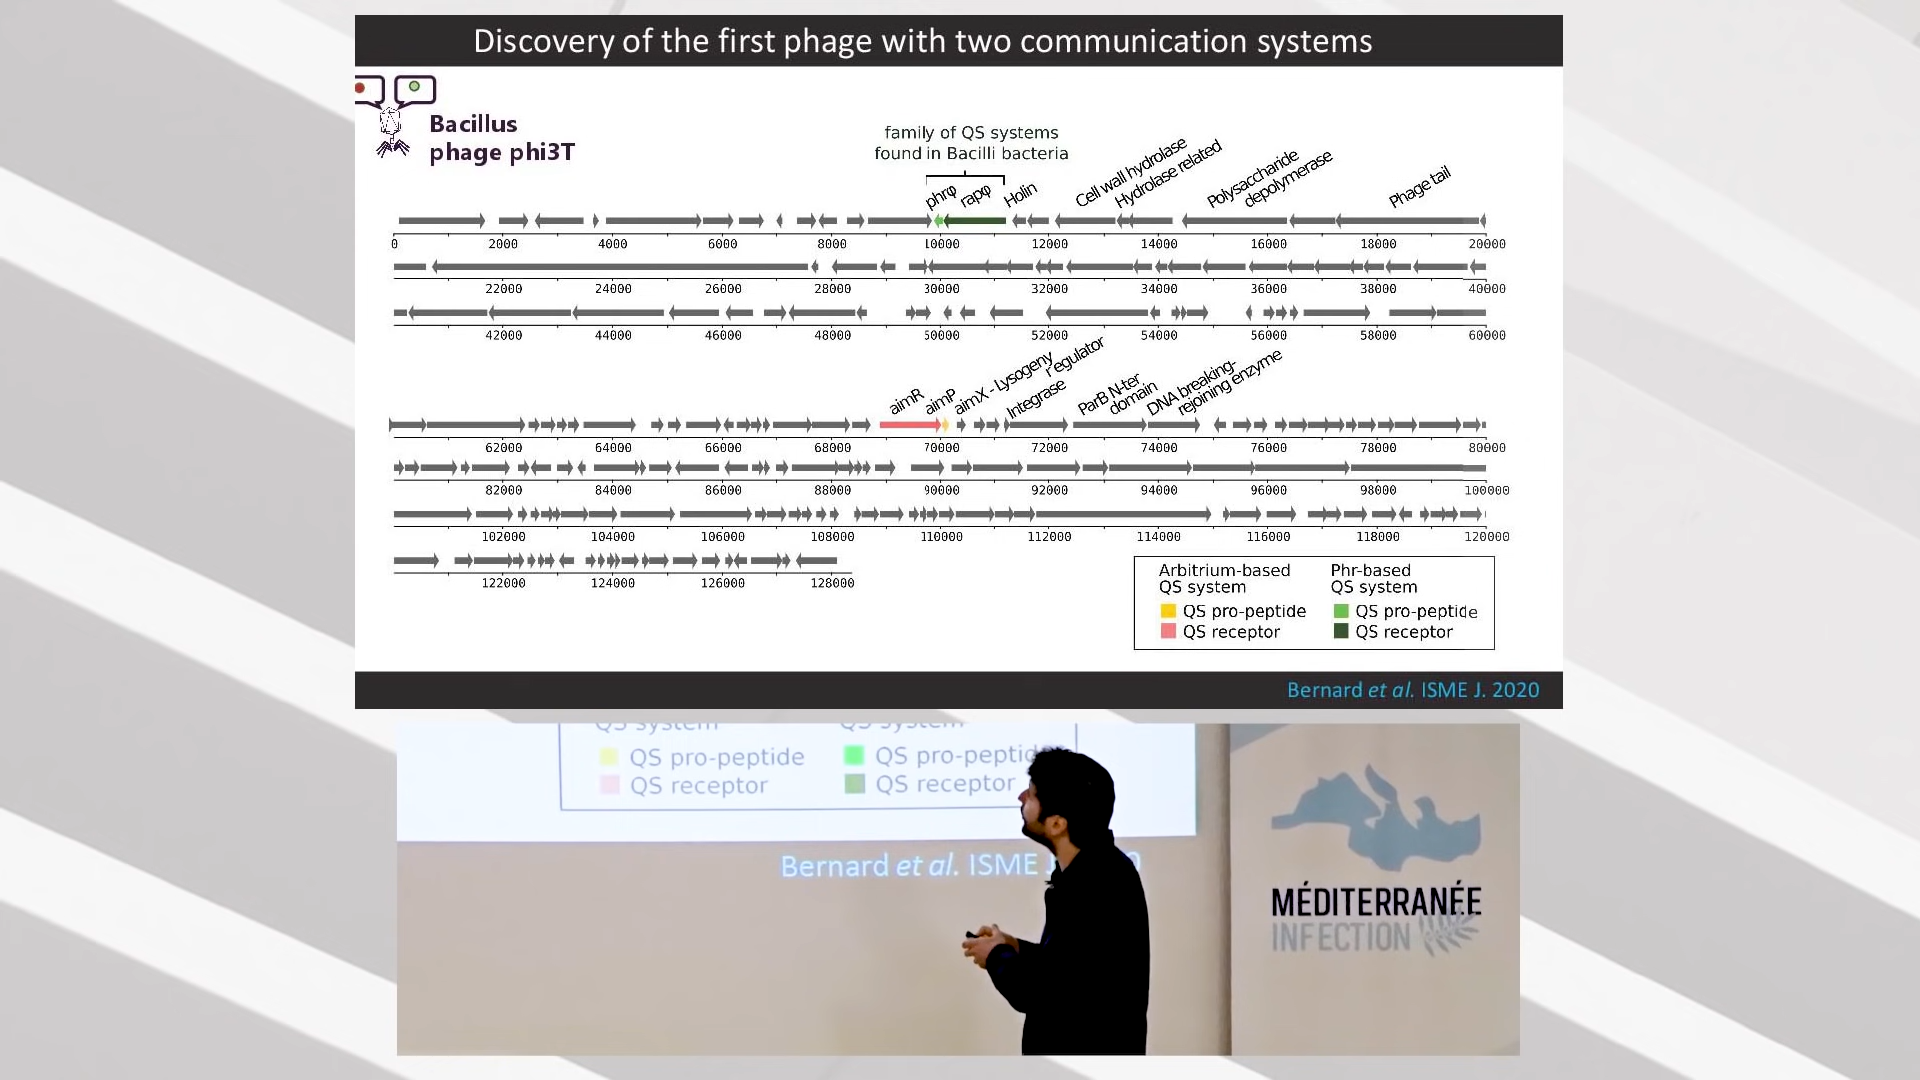 Discovery of the first phage with two communication systems
Bacillus
phage phi3T
family of QS systems
found in Bacilli bacteria
phrφ
rapφ
Holin
Cell wall hydrolase
Hydrolase related
Polysaccharide
depolymerase
Phage tail
0 2000 4000 6000 8000 10000 12000 14000 16000 18000 20000
22000 24000 26000 28000 30000 32000 34000 36000 38000 40000
42000 44000 46000 48000 50000 52000 54000 56000 58000 60000
aimR
aimP
aimX - Lysogeny
regulator
Integrase
ParB N-ter
domain
DNA breaking-
rejoining enzyme
62000 64000 66000 68000 70000 72000 74000 76000 78000 80000
82000 84000 86000 88000 90000 92000 94000 96000 98000 100000
102000 104000 106000 108000 110000 112000 114000 116000 118000 120000
122000 124000 126000 128000
Arbitrium-based
QS system
QS pro-peptide
QS receptor
Phr-based
QS system
QS pro-peptide
QS receptor
Bernard et al. ISME J. 2020
QS system QS system
QS pro-peptide QS pro-peptid
QS receptor QS receptor
Bernard et al. ISME
MÉDITERRANÉE
INFECTION